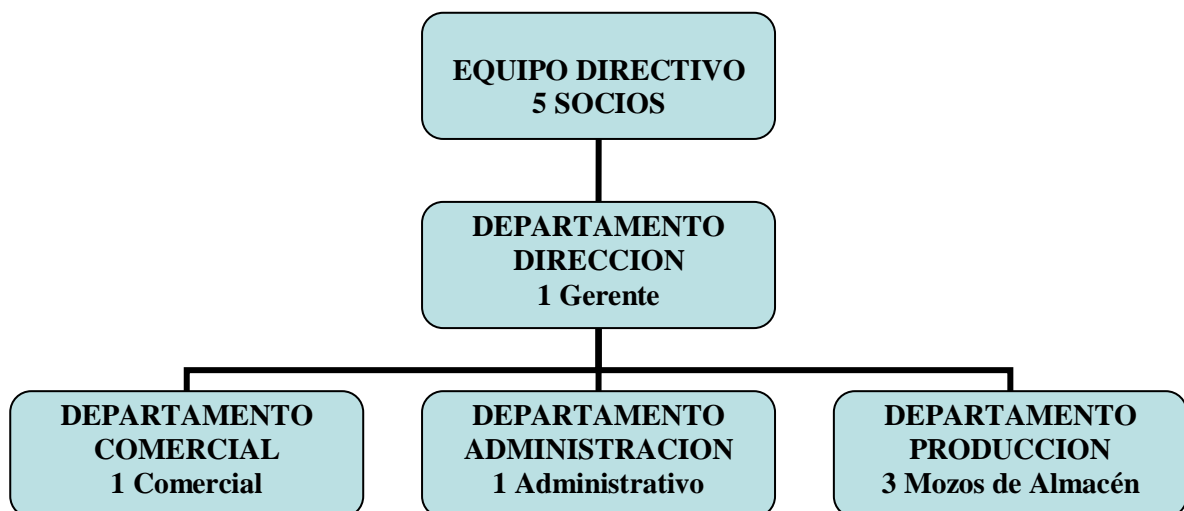 EQUIPO DIRECTIVO
5 SOCIOS
DEPARTAMENTO
DIRECCION
1 Gerente
DEPARTAMENTO
COMERCIAL
1 Comercial
DEPARTAMENTO
ADMINISTRACION
1 Administrativo
DEPARTAMENTO
PRODUCCION
3 Mozos de Almacén